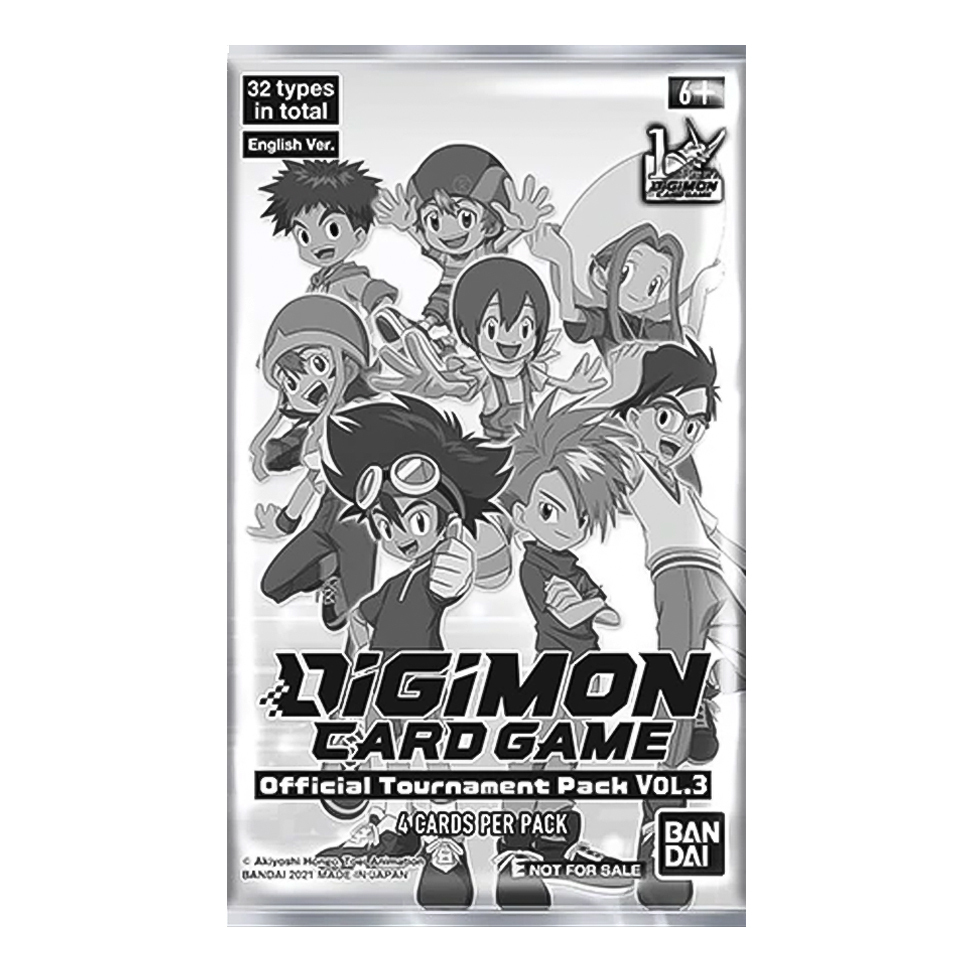 32 types
in total
English Ver.
6+
1
DIGIMON
CARD GAME
DIGIMON
CARD GAME
Official Tournament Pack VOL.3
4 CARDS PER PACK
© Akiyoshi Hongo, Toei Animation
BANDAI 2021 MADE IN JAPAN
E NOT FOR SALE
BAN
DAI